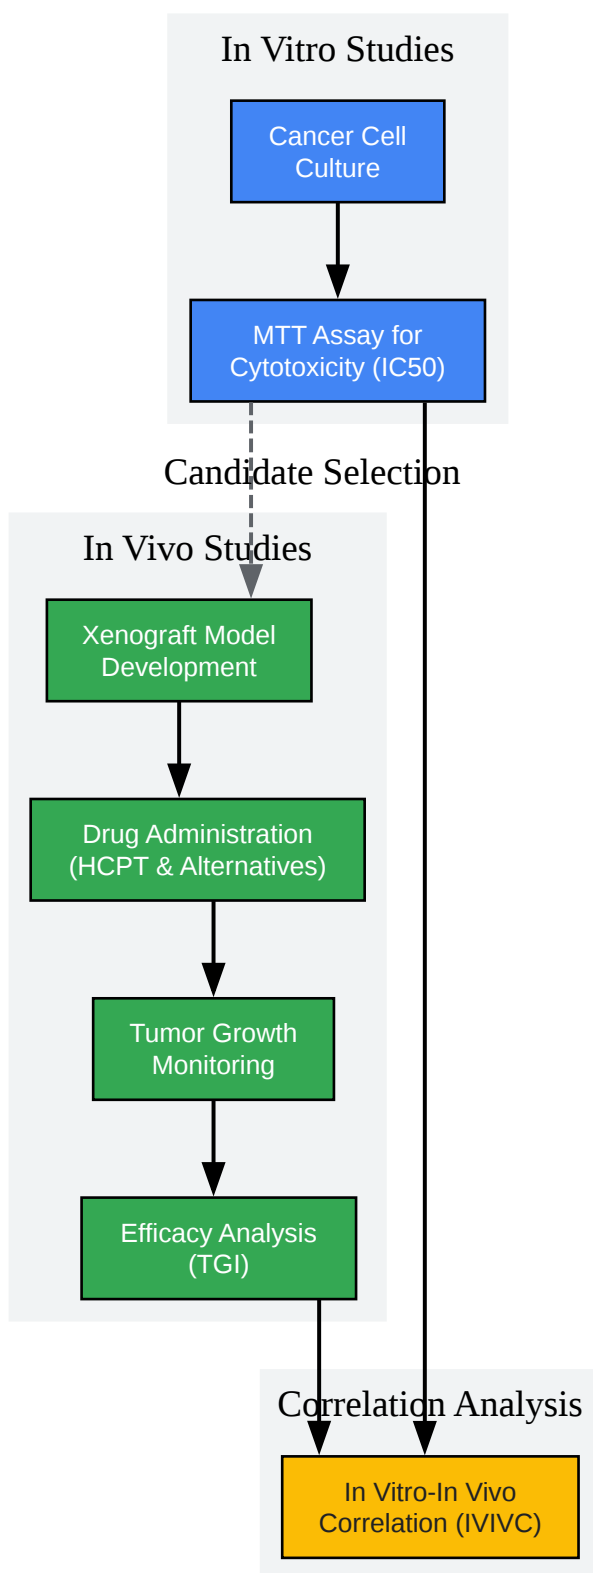 In Vitro Studies
Cancer Cell
Culture
MTT Assay for
Cytotoxicity (IC50)
Candidate Selection
In Vivo Studies
Xenograft Model
Development
Drug Administration
(HCPT & Alternatives)
Tumor Growth
Monitoring
Efficacy Analysis
(TGI)
Correlation Analysis
In Vitro-In Vivo
Correlation (IVIVC)